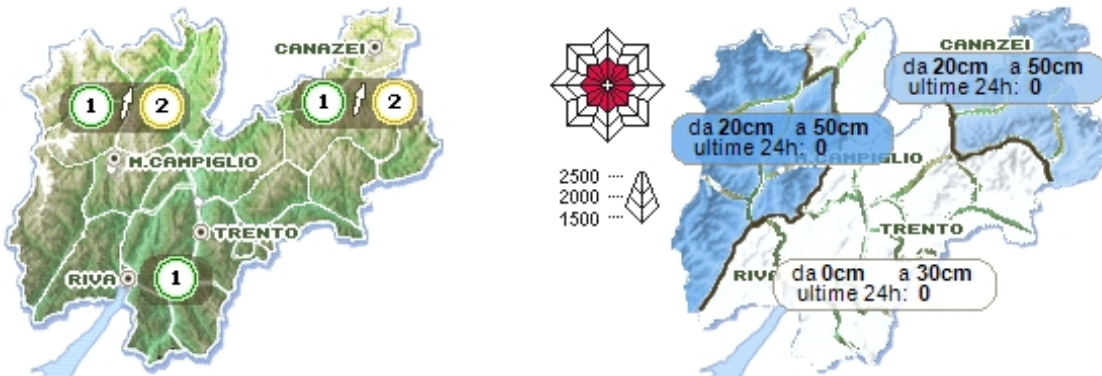 CANAZEI
1 2
1 2
M.CAMPIGLIO
TRENTO
RIVA
1
2500
2000
1500
CANAZEI
da 20cm a 50cm
ultime 24h: 0
da 20cm a 50cm
ultime 24h: 0
M.CAMPIGLIO
TRENTO
RIVA
da 0cm a 30cm
ultime 24h: 0